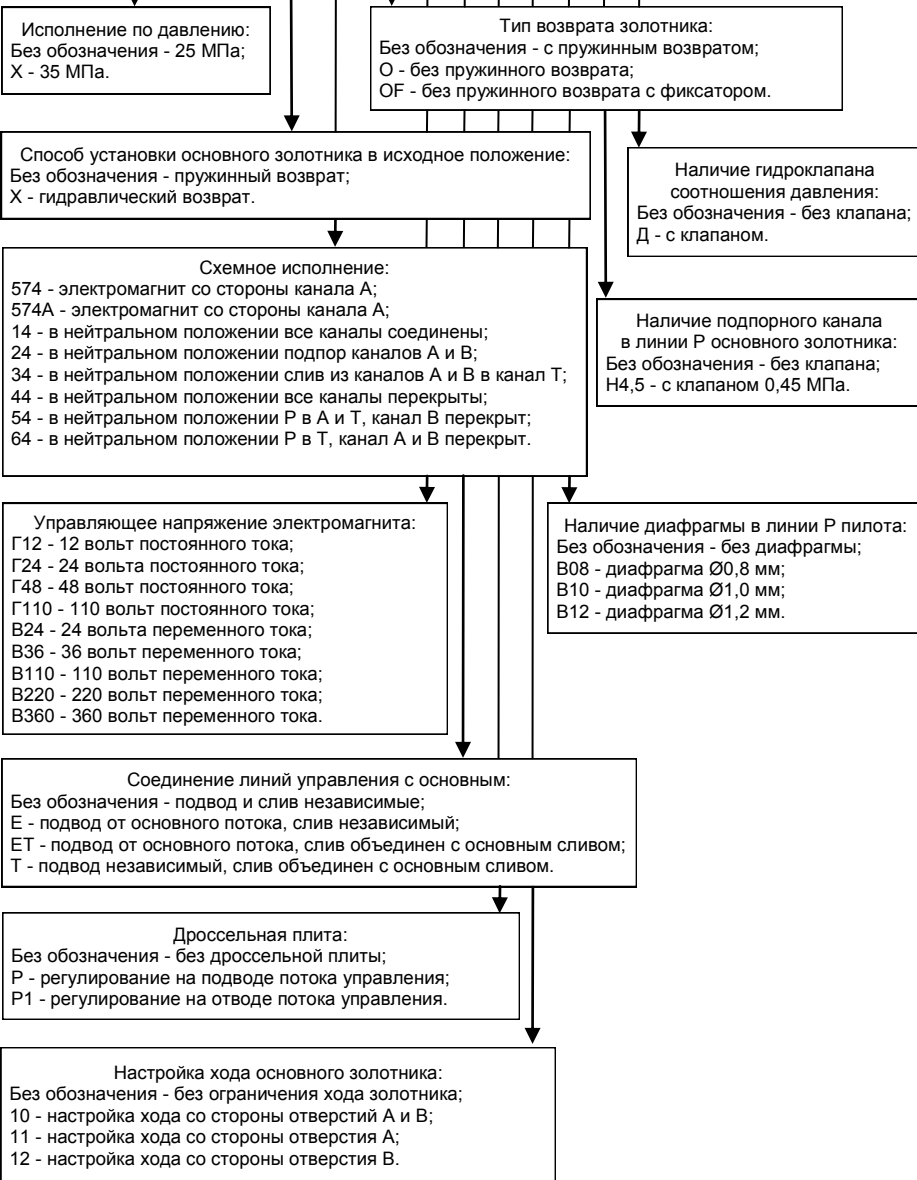 Исполнение по давлению:
Без обозначения - 25 МПа;
Х - 35 МПа.
Тип возврата золотника:
Без обозначения - с пружинным возвратом;
О - без пружинного возврата;
OF - без пружинного возврата с фиксатором.
Способ установки основного золотника в исходное положение:
Без обозначения - пружинный возврат;
Х - гидравлический возврат.
Наличие гидроклапана
соотношения давления:
Без обозначения - без клапана;
Д - с клапаном.
Схемное исполнение:
574 - электромагнит со стороны канала А;
574А - электромагнит со стороны канала А;
14 - в нейтральном положении все каналы соединены;
24 - в нейтральном положении подпор каналов А и В;
34 - в нейтральном положении слив из каналов А и В в канал Т;
44 - в нейтральном положении все каналы перекрыты;
54 - в нейтральном положении Р в А и Т, канал В перекрыт;
64 - в нейтральном положении Р в Т, канал А и В перекрыт.
Наличие подпорного канала
в линии Р основного золотника:
Без обозначения - без клапана;
Н4,5 - с клапаном 0,45 МПа.
Управляющее напряжение электромагнита:
Г12 - 12 вольт постоянного тока;
Г24 - 24 вольта постоянного тока;
Г48 - 48 вольт постоянного тока;
Г110 - 110 вольт постоянного тока;
В24 - 24 вольта переменного тока;
В36 - 36 вольт переменного тока;
В110 - 110 вольт переменного тока;
В220 - 220 вольт переменного тока;
В360 - 360 вольт переменного тока.
Наличие диафрагмы в линии Р пилота:
Без обозначения - без диафрагмы;
В08 - диафрагма Ø0,8 мм;
В10 - диафрагма Ø1,0 мм;
В12 - диафрагма Ø1,2 мм.
Соединение линий управления с основным:
Без обозначения - подвод и слив независимые;
Е - подвод от основного потока, слив независимый;
ЕТ - подвод от основного потока, слив объединен с основным сливом;
Т - подвод независимый, слив объединен с основным сливом.
Дроссельная плита:
Без обозначения - без дроссельной плиты;
Р - регулирование на подводе потока управления;
Р1 - регулирование на отводе потока управления.
Настройка хода основного золотника:
Без обозначения - без ограничения хода золотника;
10 - настройка хода со стороны отверстий А и В;
11 - настройка хода со стороны отверстия А;
12 - настройка хода со стороны отверстия В.